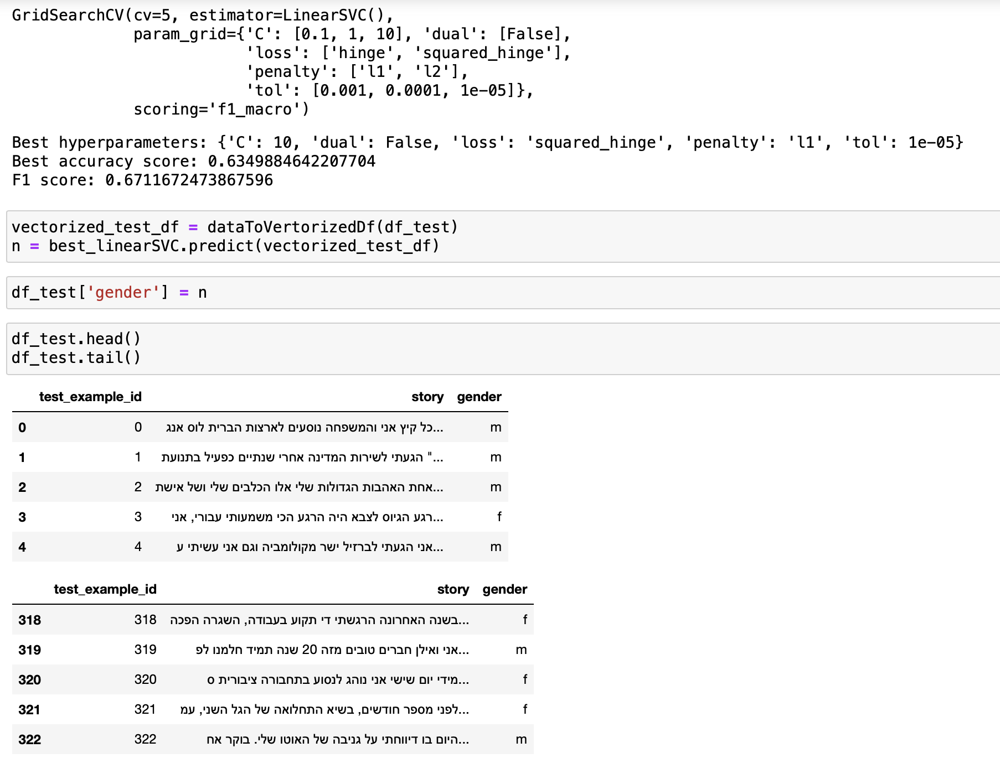 GridSearchCV(cv=5, estimator=LinearSVC(),
             param_grid={'C': [0.1, 1, 10], 'dual': [False],
                         'loss': ['hinge', 'squared_hinge'],
                         'penalty': ['l1', 'l2'],
                         'tol': [0.001, 0.0001, 1e-05]},
             scoring='f1_macro')
Best hyperparameters: {'C': 10, 'dual': False, 'loss': 'squared_hinge', 'penalty': 'l1', 'tol': 1e-05}
Best accuracy score: 0.6349884642207704
F1 score: 0.6711672473867596
vectorized_test_df = dataToVertorizedDf(df_test)
n = best_linearSVC.predict(vectorized_test_df)
df_test['gender'] = n
df_test.head()
df_test.tail()
test_example_id story gender
0 0 כל קיץ אני והמשפחה נוסעים לארצות הברית לוס אנג... m
1 1 " הגעתי לשירות המדינה אחרי שנתיים כפעיל בתנועת... m
2 2 אחת האהבות הגדולות שלי אלו הכלבים שלי ושל אישת... m
3 3 רגע הגיוס לצבא היה הרגע הכי משמעותי עבורי, אני... f
4 4 אני הגעתי לברזיל ישר מקולומביה וגם אני עשיתי ע... m
test_example_id story gender
318 318 בשנה האחרונה הרגשתי די תקוע בעבודה, השגרה הפכה... f
319 319 אני ואילן חברים טובים מזה 20 שנה תמיד חלמנו לפ... m
320 320 מידי יום שישי אני נוהג לנסוע בתחבורה ציבורית ס... f
321 321 לפני מספר חודשים, בשיא התחלואה של הגל השני, עמ... f
322 322 היום בו דיווחתי על גניבה של האוטו שלי. בוקר אח... m